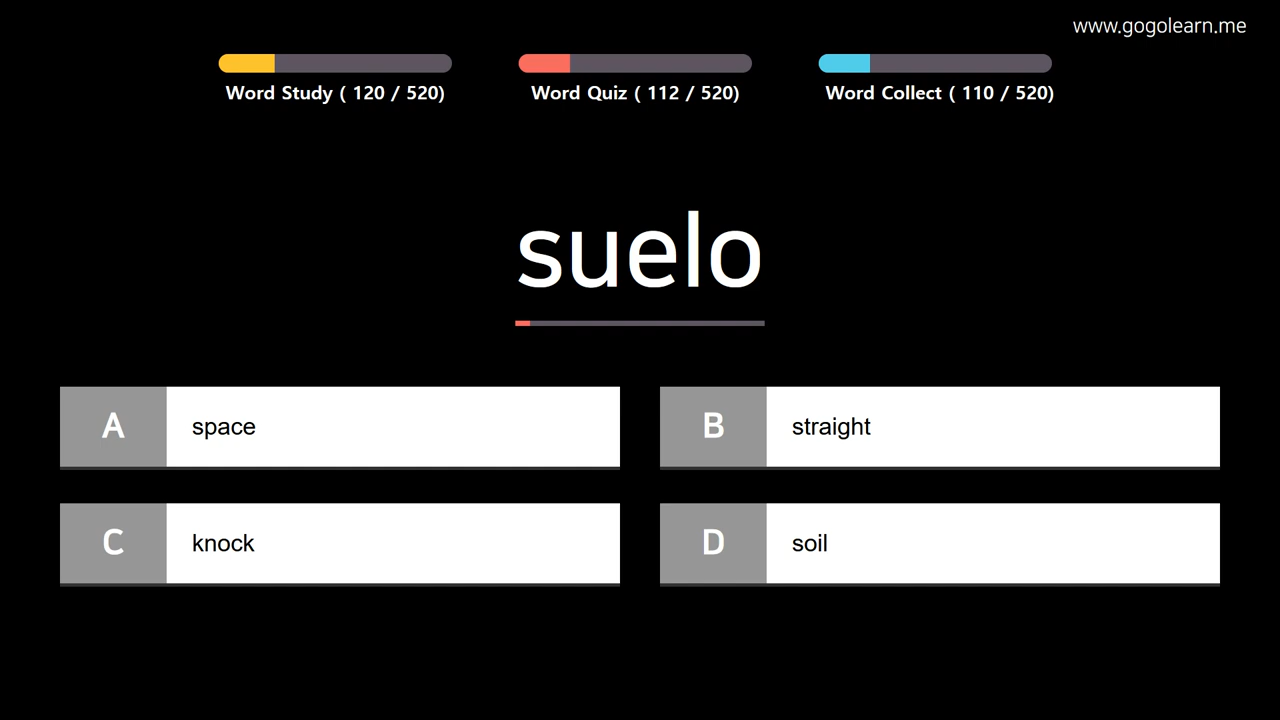 www.gogolearn.me
Word Study ( 120 / 520)
Word Quiz ( 112 / 520)
Word Collect ( 110 / 520)
suelo
A space
B straight
C knock
D soil